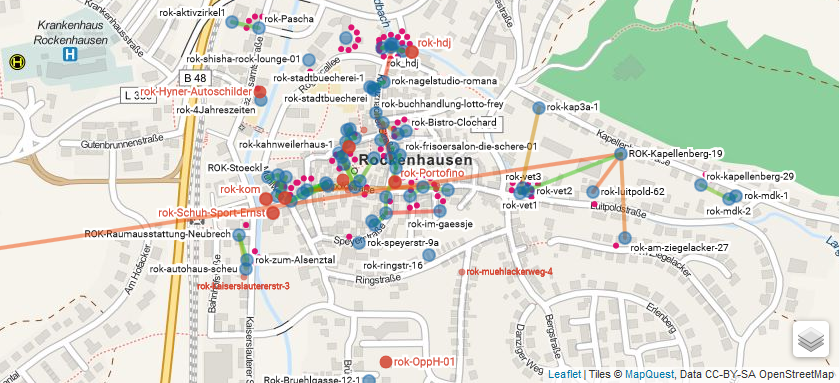 rok-aktivzirkel1
rok-Pascha
Krankenhaus
Rockenhausen
H
H
rok-shisha-rock-lounge-01
rok-hdj
rok_hdj
rok-stadtbuecherei-1
rok-nagelstudio-romana
B 48
rok-Hyner-Autoschilder
rok-stadtbuecherei
rok-buchhandlung-lotto-frey
rok-4Jahreszeiten
rok-kap3a-1
rok-Bistro-Clochard
Gutenbrunnenstraße
rok-kahnweilerhaus-1
rok-frisoersalon-die-schere-01
Kapellenberg
ROK-Kapellenberg-19
Rockenhausen
ROK-Stoeckl
rok-Portofino
rok-vet3
rok-kapellenberg-29
rok-kom
rok-vet2
rok-luitpold-62
rok-mdk-1
rok-vet1
Luitpoldstraße
rok-mdk-2
rok-Schuh-Sport-Ernst
rok-im-gaessje
ROK-Raumausstattung-Neubrech
Speyerstraße
rok-speyerstr-9a
rok-am-ziegelacker-27
rok-zum-Alsenztal
rok-autohaus-scheu
rok-ringstr-16
rok-muehlackerweg-4
Am Hofacker
Ringstraße
rok-kaiserslautererstr-3
Bahnhofstraße
Kaiserslauterer Str
Danziger Weg
Bergstraße
Erlenberg
rok-OppH-01
Rok-Bruehlgasse-12-1
Leaflet | Tiles © MapQuest, Data CC-BY-SA OpenStreetMap